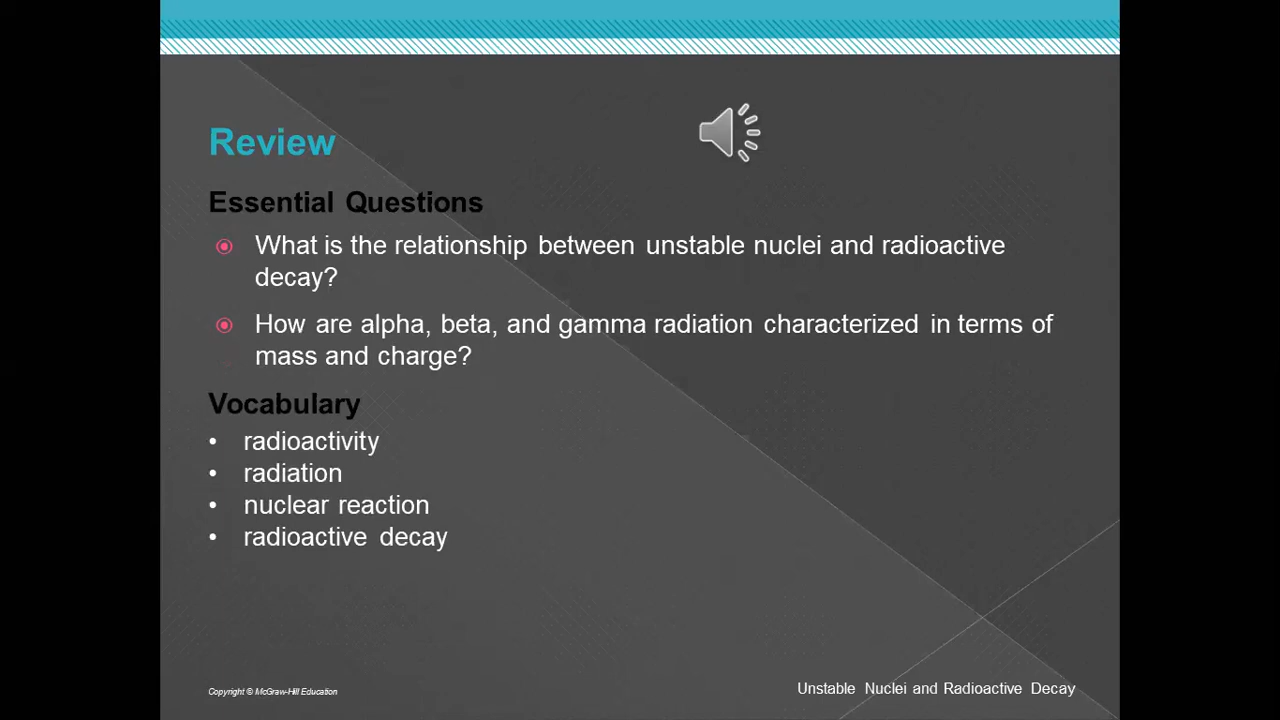 Review
Essential Questions
What is the relationship between unstable nuclei and radioactive
decay?
How are alpha, beta, and gamma radiation characterized in terms of
mass and charge?
Vocabulary
• radioactivity
• radiation
• nuclear reaction
• radioactive decay
Copyright © McGraw-Hill Education
Unstable Nuclei and Radioactive Decay